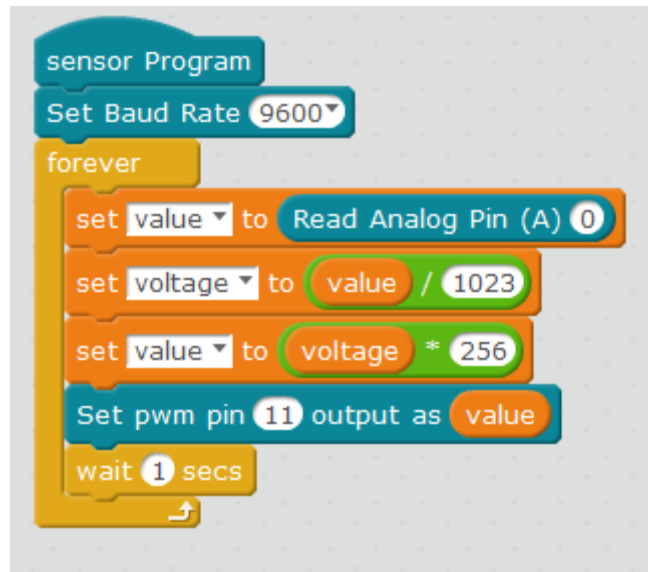 sensor Program
Set Baud Rate 9600
forever
set value to Read Analog Pin (A) 0
set voltage to value / 1023
set value to voltage * 256
Set pwm pin 11 output as value
wait 1 secs